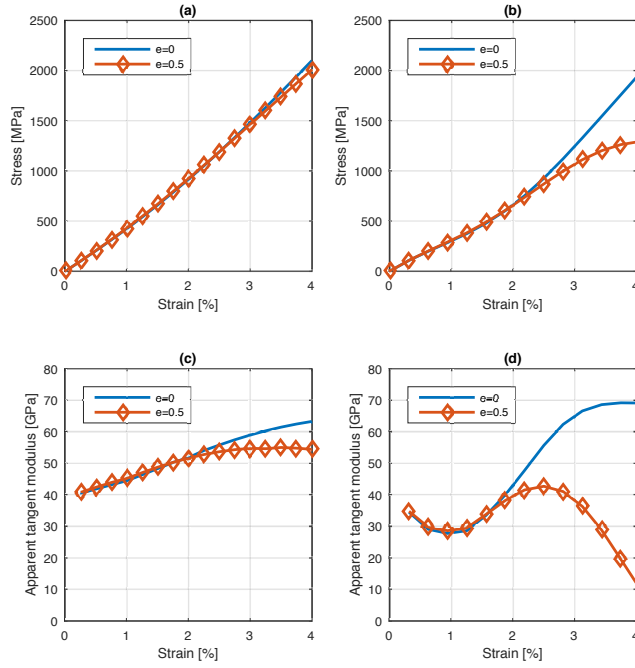 (a)
2500
2000
1500
1000
500
0
Stress [MPa]
e=0
e=0.5
0 1 2 3 4
Strain [%]
(b)
2500
2000
1500
1000
500
0
Stress [MPa]
e=0
e=0.5
0 1 2 3 4
Strain [%]
(c)
80
70
60
50
40
30
20
10
0
Apparent tangent modulus [GPa]
e=0
e=0.5
0 1 2 3 4
Strain [%]
(d)
80
70
60
50
40
30
20
10
0
Apparent tangent modulus [GPa]
e=0
e=0.5
0 1 2 3 4
Strain [%]